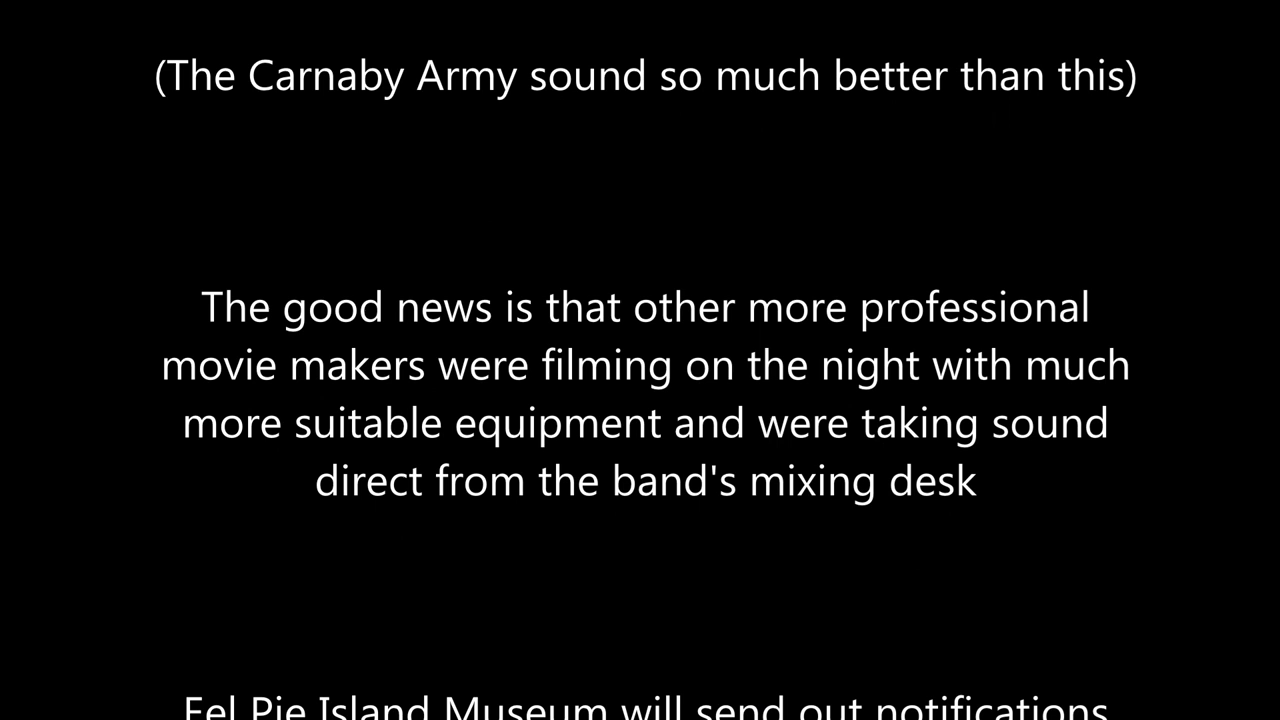 (The Carnaby Army sound so much better than this)
The good news is that other more professional
movie makers were filming on the night with much
more suitable equipment and were taking sound
direct from the band's mixing desk
Eel Pie Island Museum will send out notifications